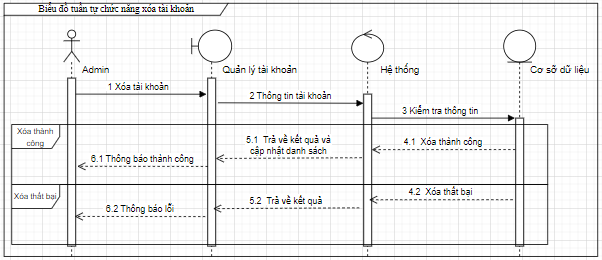 Biểu đồ tuần tự chức năng xóa tài khoản
Admin
Quản lý tài khoản
Hệ thống
Cơ sở dữ liệu
1 Xóa tài khoản
2 Thông tin tài khoản
3 Kiểm tra thông tin
Xóa thành
công
4.1 Xóa thành công
5.1 Trả về kết quả và
cập nhật danh sách
6.1 Thông báo thành công
Xóa thất bại
4.2 Xóa thất bại
5.2 Trả về kết quả
6.2 Thông báo lỗi